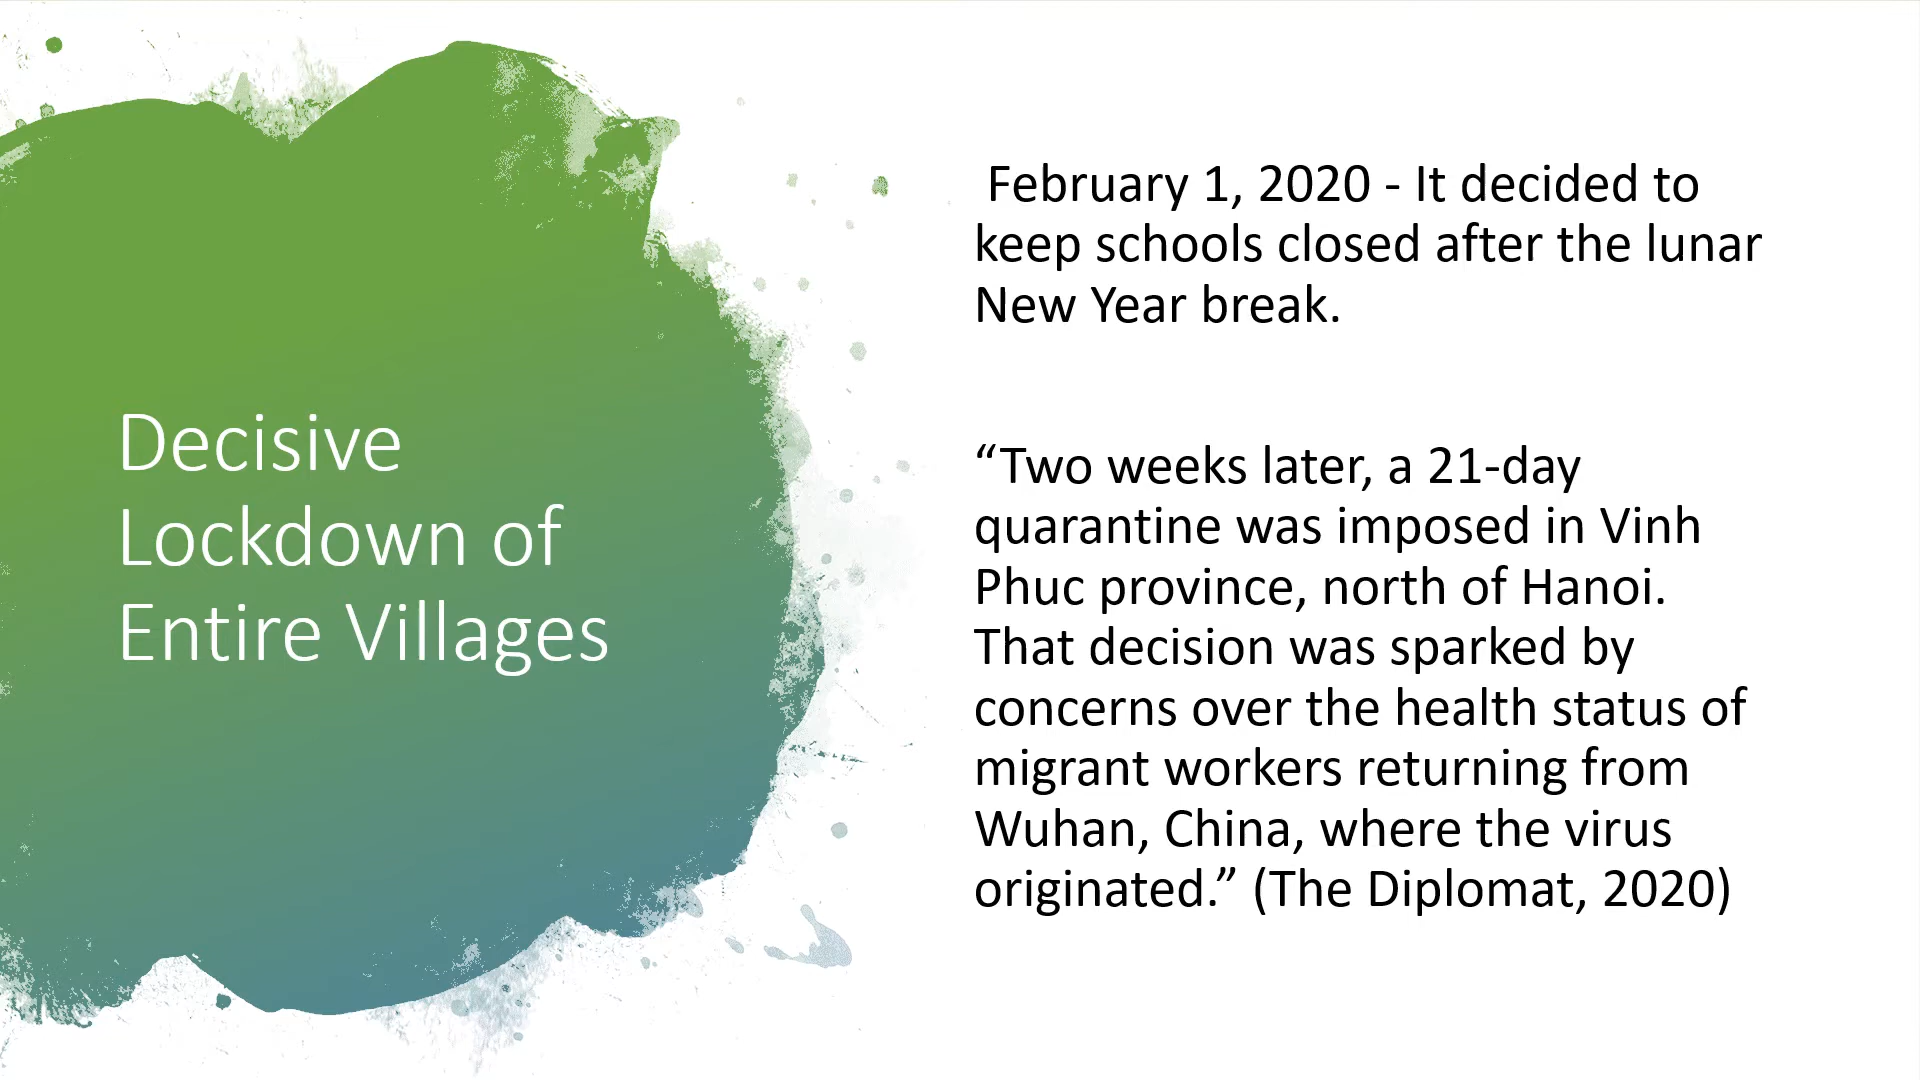 Decisive
Lockdown of
Entire Villages
February 1, 2020 - It decided to
keep schools closed after the lunar
New Year break.
“Two weeks later, a 21-day
quarantine was imposed in Vinh
Phuc province, north of Hanoi.
That decision was sparked by
concerns over the health status of
migrant workers returning from
Wuhan, China, where the virus
originated.” (The Diplomat, 2020)